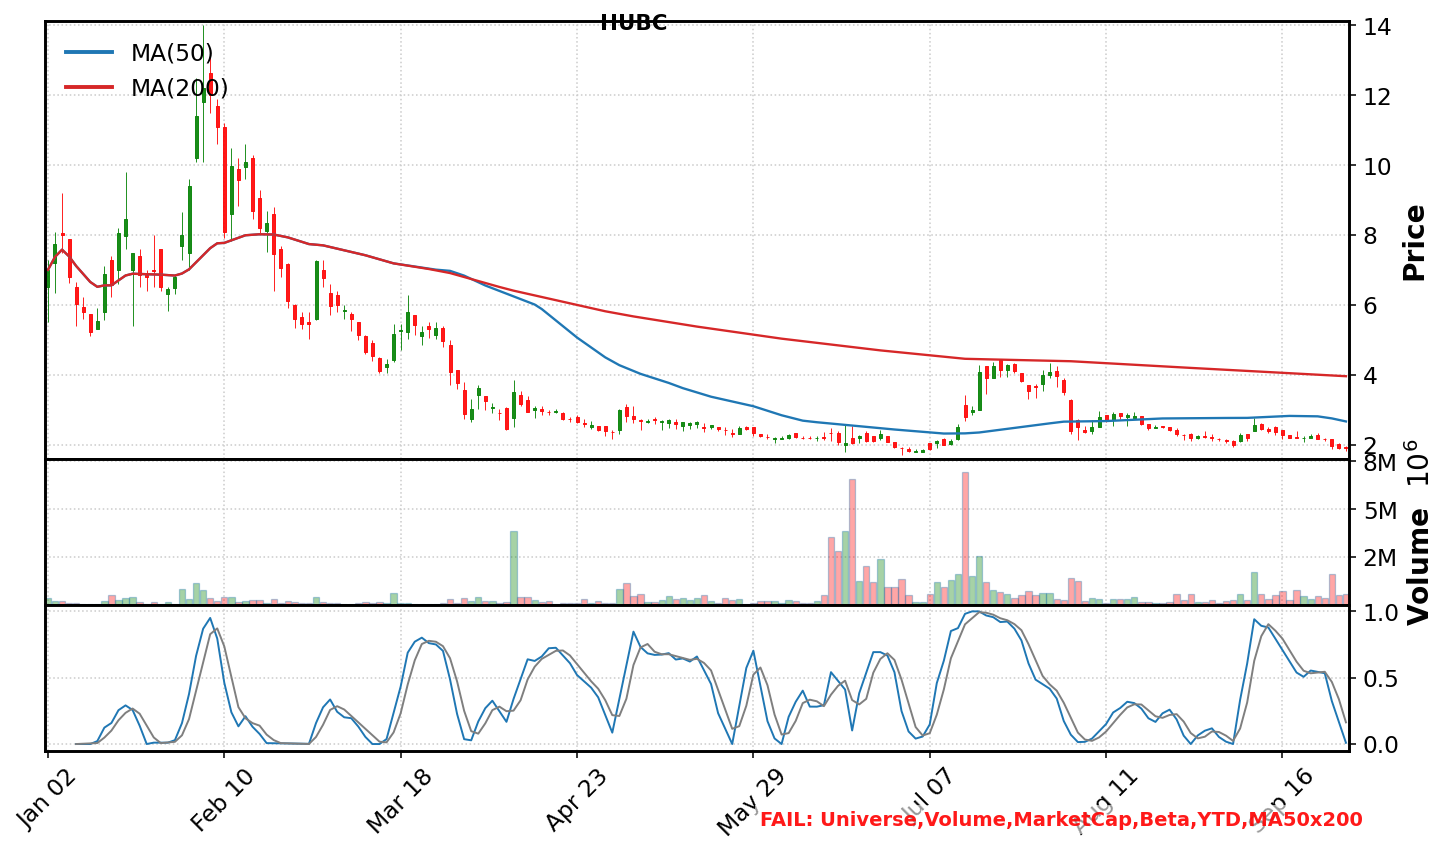 HUBC
MA(50)
MA(200)
14
12
10
8
6
4
2
Price
8M
5M
2M
Volume 10^6
1.0
0.5
0.0
Jan 02
Feb 10
Mar 18
Apr 23
May 29
Jul 07
Aug 11
Sep 16
FAIL: Universe,Volume,MarketCap,Beta,YTD,MA50x200